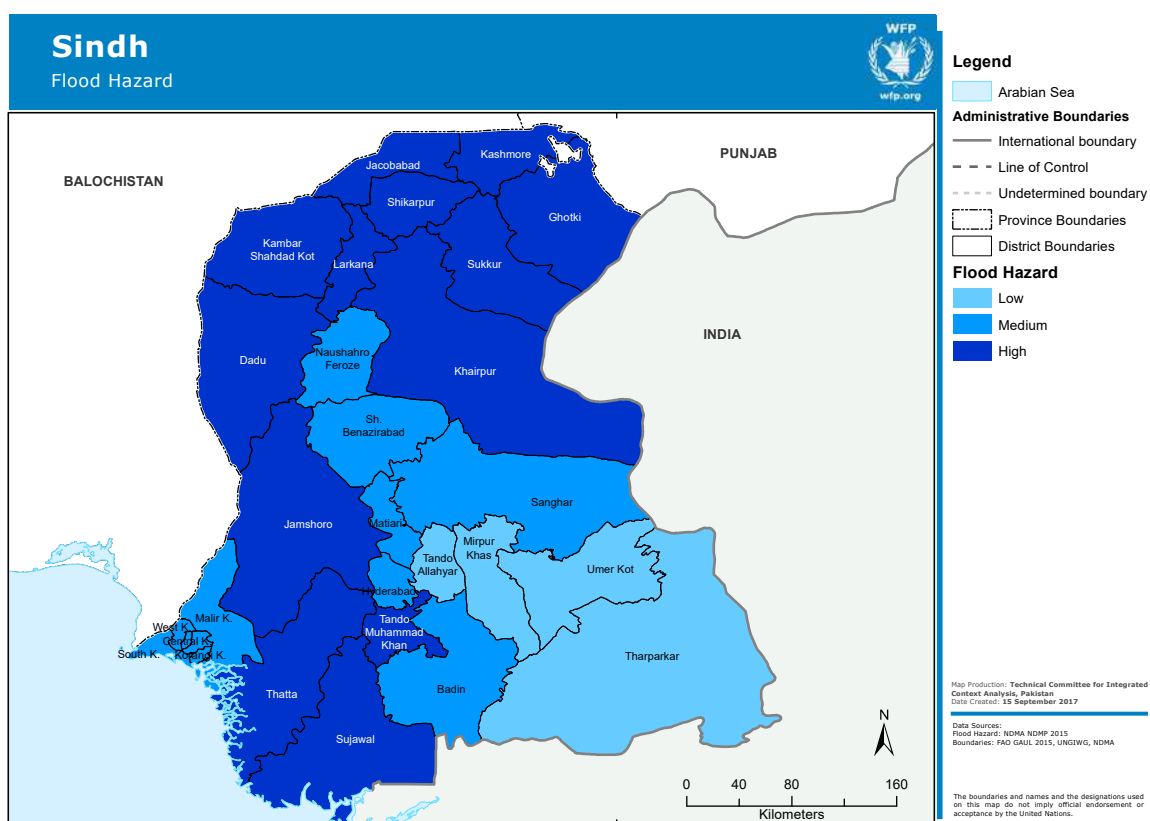 Sindh
Flood Hazard
WFP
wfp.org
BALOCHISTAN
PUNJAB
INDIA
Jacobabad
Kashmore
Shikarpur
Ghotki
Kambar
Shahdad Kot
Larkana
Sukkur
Dadu
Naushahro
Feroze
Khairpur
Sh.
Benazirabad
Sanghar
Jamshoro
Matiari
Mirpur
Khas
Tando
Allahyar
Umer Kot
Hyderabad
Malir K.
West K.
Central K.
South K.
Korangi K.
Tando
Muhammad
Khan
Tharparkar
Badin
Thatta
Sujawal
N
0 40 80 160
Kilometers
Legend
Arabian Sea
Administrative Boundaries
International boundary
Line of Control
Undetermined boundary
Province Boundaries
District Boundaries
Flood Hazard
Low
Medium
High
Map Production: Technical Committee for Integrated
Context Analysis, Pakistan
Date Created: 15 September 2017
Data Sources:
Flood Hazard: NDMA NDMP 2015
Boundaries: FAO GAUL 2015, UNGIWG, NDMA
The boundaries and names and the designations used
on this map do not imply official endorsement or
acceptance by the United Nations.